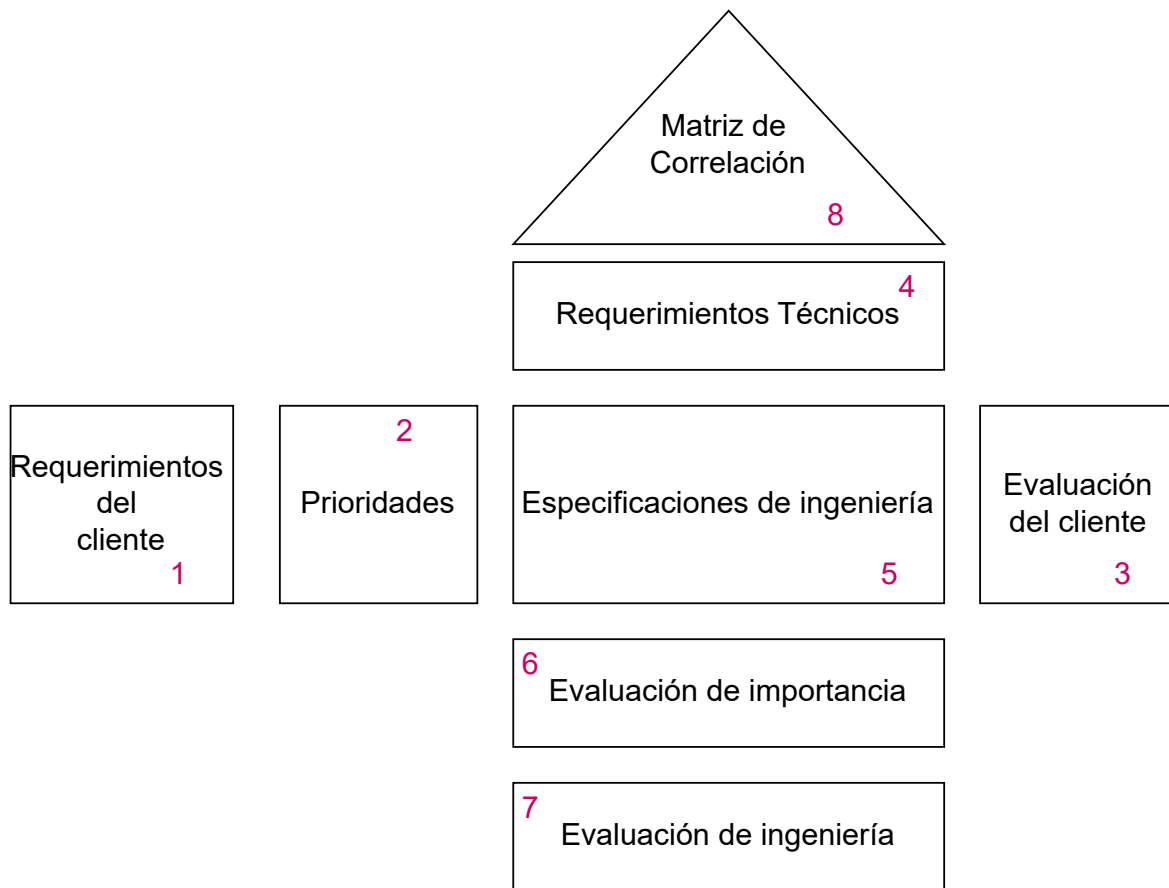 Matriz de
Correlación
8
4
Requerimientos Técnicos
Requerimientos
del
cliente
1
2
Prioridades
Especificaciones de ingeniería
5
Evaluación
del cliente
3
6
Evaluación de importancia
7
Evaluación de ingeniería